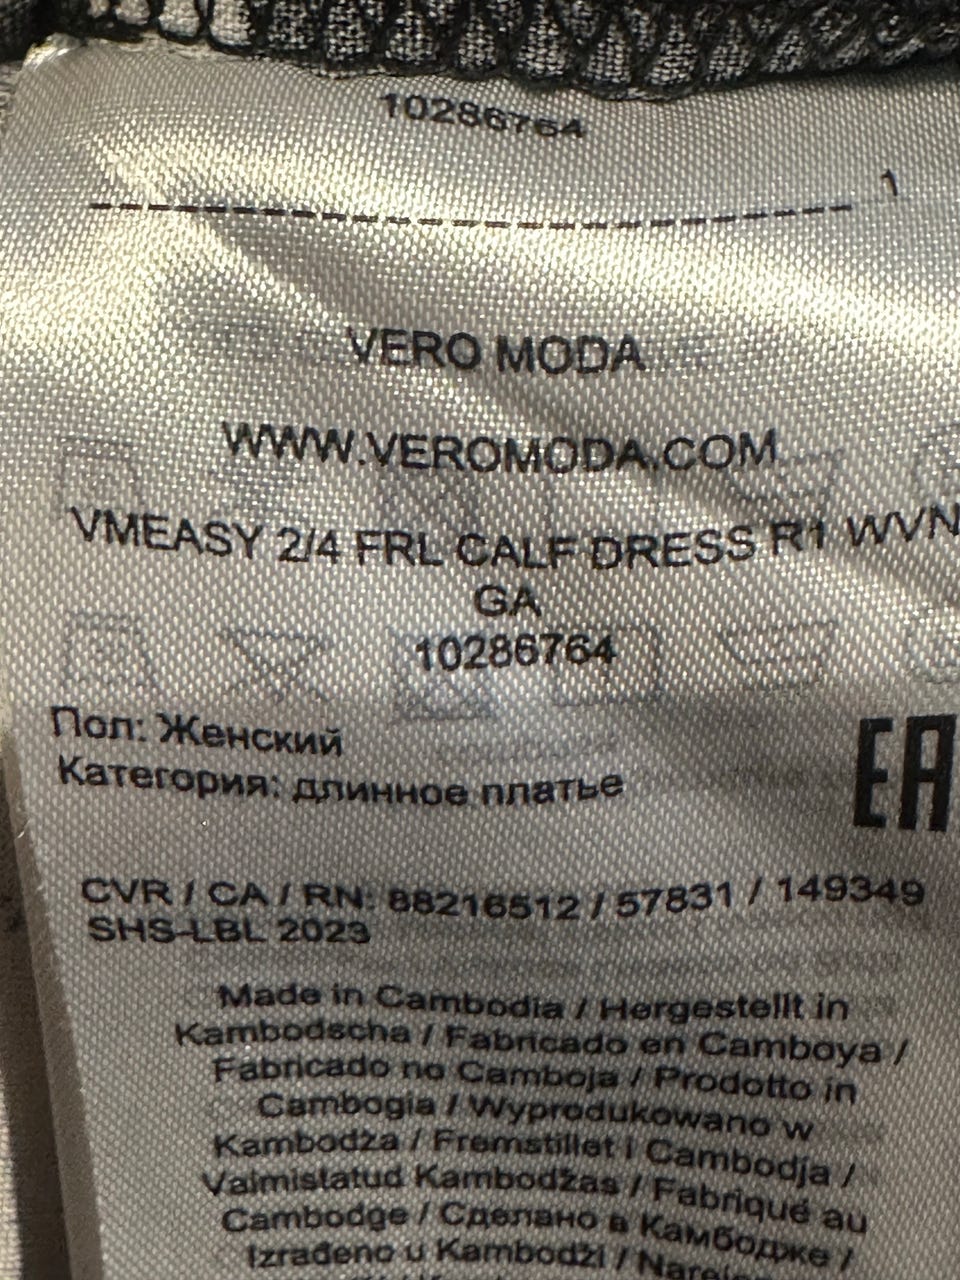 10286764
1
VERO MODA
WWW.VEROMODA.COM
VMEASY 2/4 FRL CALF DRESS R1 WVN
GA
10286764
Пол: Женский
Категория: длинное платье
EAC
CVR / CA / RN: 88216512 / 57831 / 149349
SHS-LBL 2023
Made in Cambodia / Hergestellt in
Kambodscha / Fabricado en Camboya /
Fabricado no Camboja / Prodotto in
Cambogia / Wyprodukowano w
Kambodża / Fremstillet i Cambodja /
Valmistatud Kambodžas / Fabriqué au
Cambodge / Сделано в Камбодже /
Izrađeno u Kambodži /